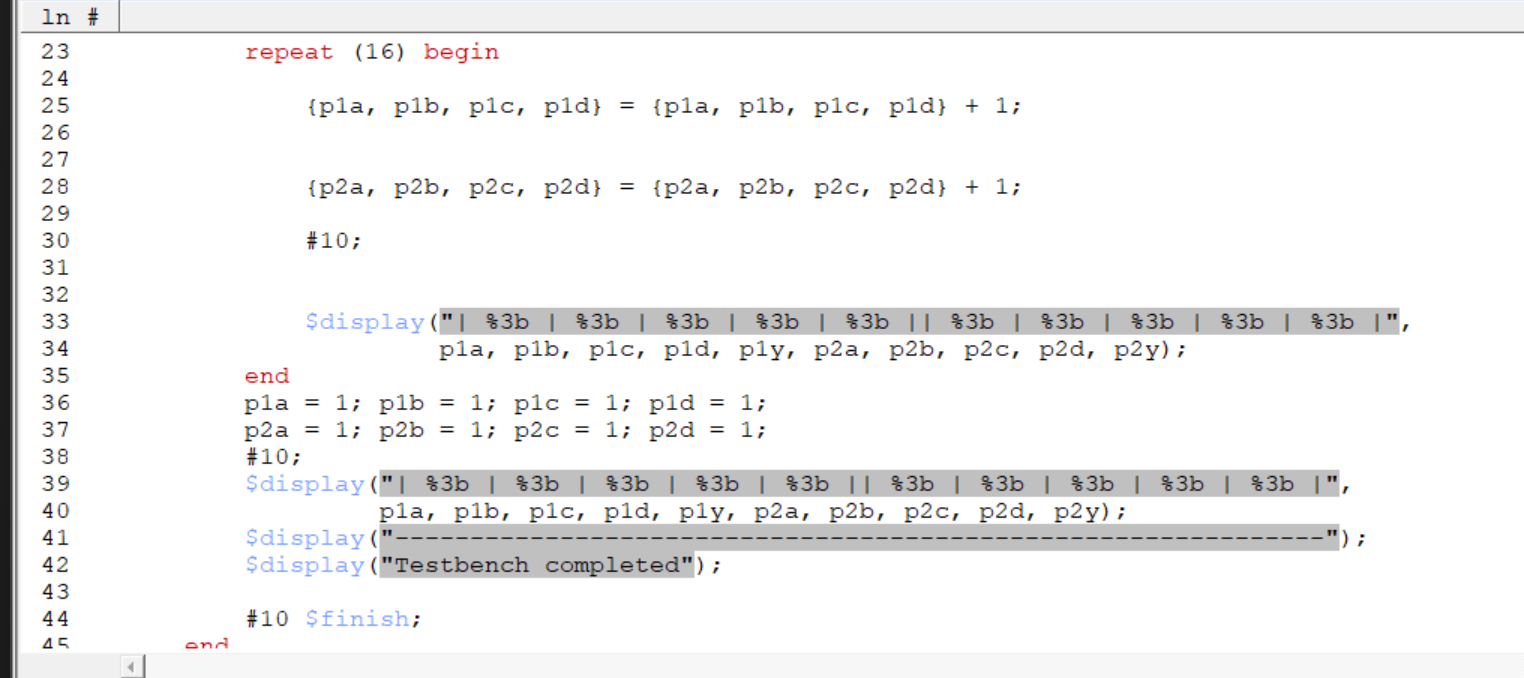 ln #
23 repeat (16) begin
24
25 {p1a, p1b, p1c, p1d} = {p1a, p1b, p1c, p1d} + 1;
26
27
28 {p2a, p2b, p2c, p2d} = {p2a, p2b, p2c, p2d} + 1;
29
30 #10;
31
32
33 $display("| %3b | %3b | %3b | %3b | %3b || %3b | %3b | %3b | %3b | %3b |",
34 p1a, p1b, p1c, p1d, p1y, p2a, p2b, p2c, p2d, p2y);
35 end
36 p1a = 1; p1b = 1; p1c = 1; p1d = 1;
37 p2a = 1; p2b = 1; p2c = 1; p2d = 1;
38 #10;
39 $display("| %3b | %3b | %3b | %3b | %3b || %3b | %3b | %3b | %3b | %3b |",
40 p1a, p1b, p1c, p1d, p1y, p2a, p2b, p2c, p2d, p2y);
41 $display("--------------------------------------------------------------");
42 $display("Testbench completed");
43
44 #10 $finish;
45 end